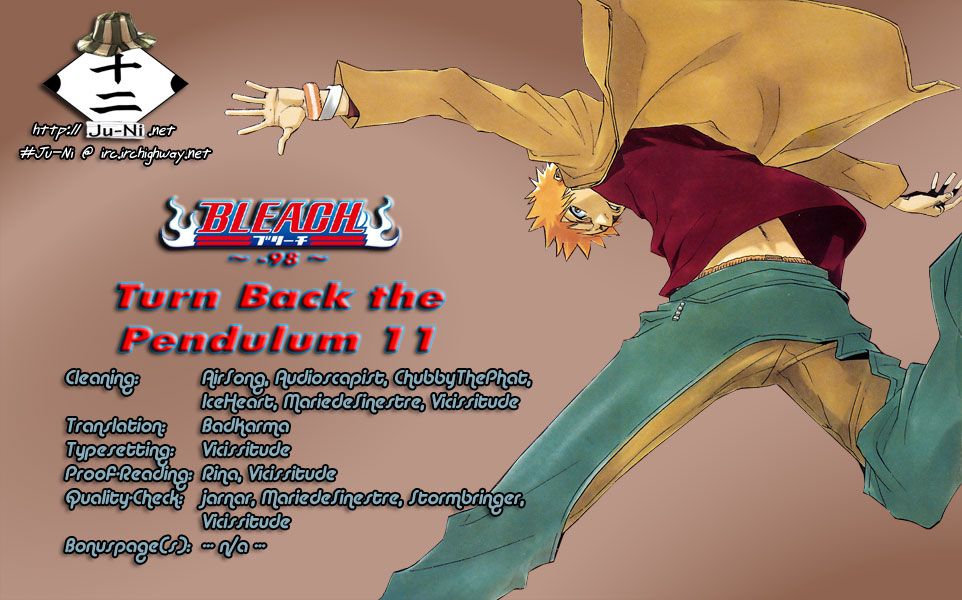 十二
http:// Ju-Ni .net
#Ju-Ni @ irc.irchighway.net
BLEACH
ブリーチ
~ -98 ~
Turn Back the
Pendulum 11
Cleaning: AirSong, Audioscapist, ChubbyThePhat,
IceHeart, MariedeSinestre, Vicissitude
Translation: BadKarma
Typesetting: Vicissitude
Proof-Reading: Rina, Vicissitude
Quality-Check: jarnar, MariedeSinestre, Stormbringer,
Vicissitude
Bonuspage(s): --- n/a ---